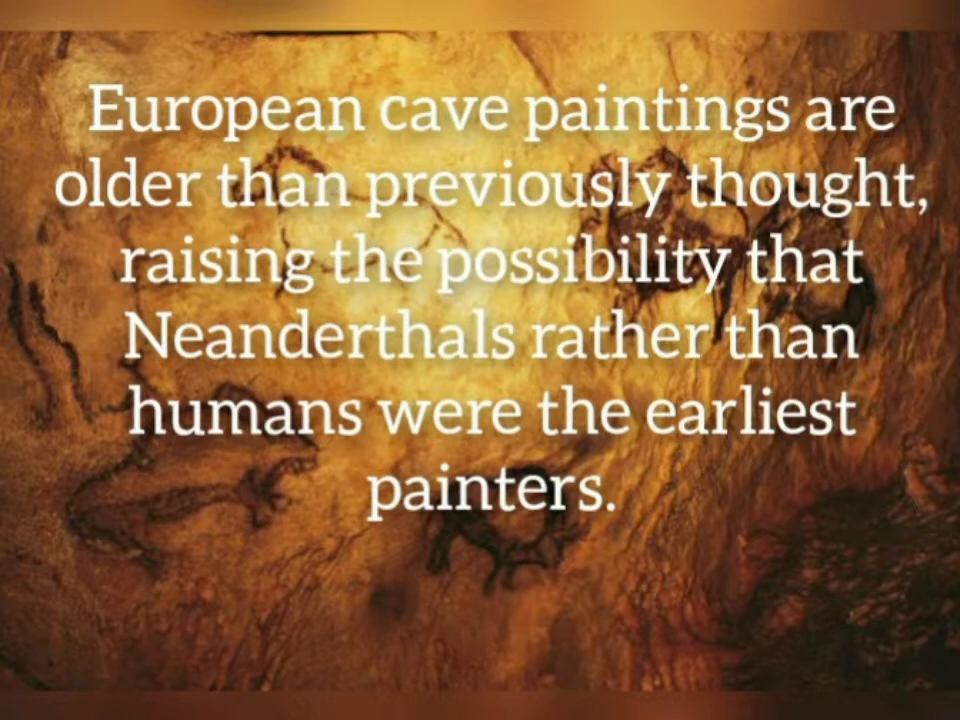 European cave paintings are
older than previously thought,
raising the possibility that
Neanderthals rather than
humans were the earliest
painters.